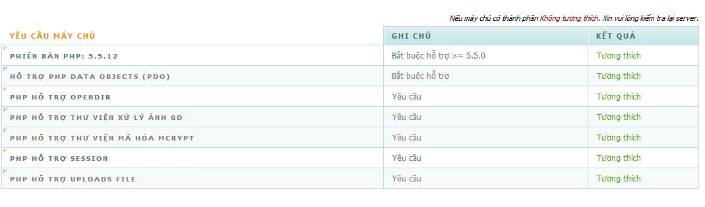 Nếu máy chủ có thành phần Không tương thích. Xin vui lòng kiểm tra lại server.
YÊU CẦU MÁY CHỦ GHI CHÚ KẾT QUẢ
PHIÊN BẢN PHP: 5.5.12 Bắt buộc hỗ trợ >= 5.5.0 Tương thích
HỖ TRỢ PHP DATA OBJECTS (PDO) Bắt buộc hỗ trợ Tương thích
PHP HỖ TRỢ OPENDIR Yêu cầu Tương thích
PHP HỖ TRỢ THƯ VIỆN XỬ LÝ ẢNH GD Yêu cầu Tương thích
PHP HỖ TRỢ THƯ VIỆN MÃ HÓA MCRYPT Yêu cầu Tương thích
PHP HỖ TRỢ SESSION Yêu cầu Tương thích
PHP HỖ TRỢ UPLOADS FILE Yêu cầu Tương thích